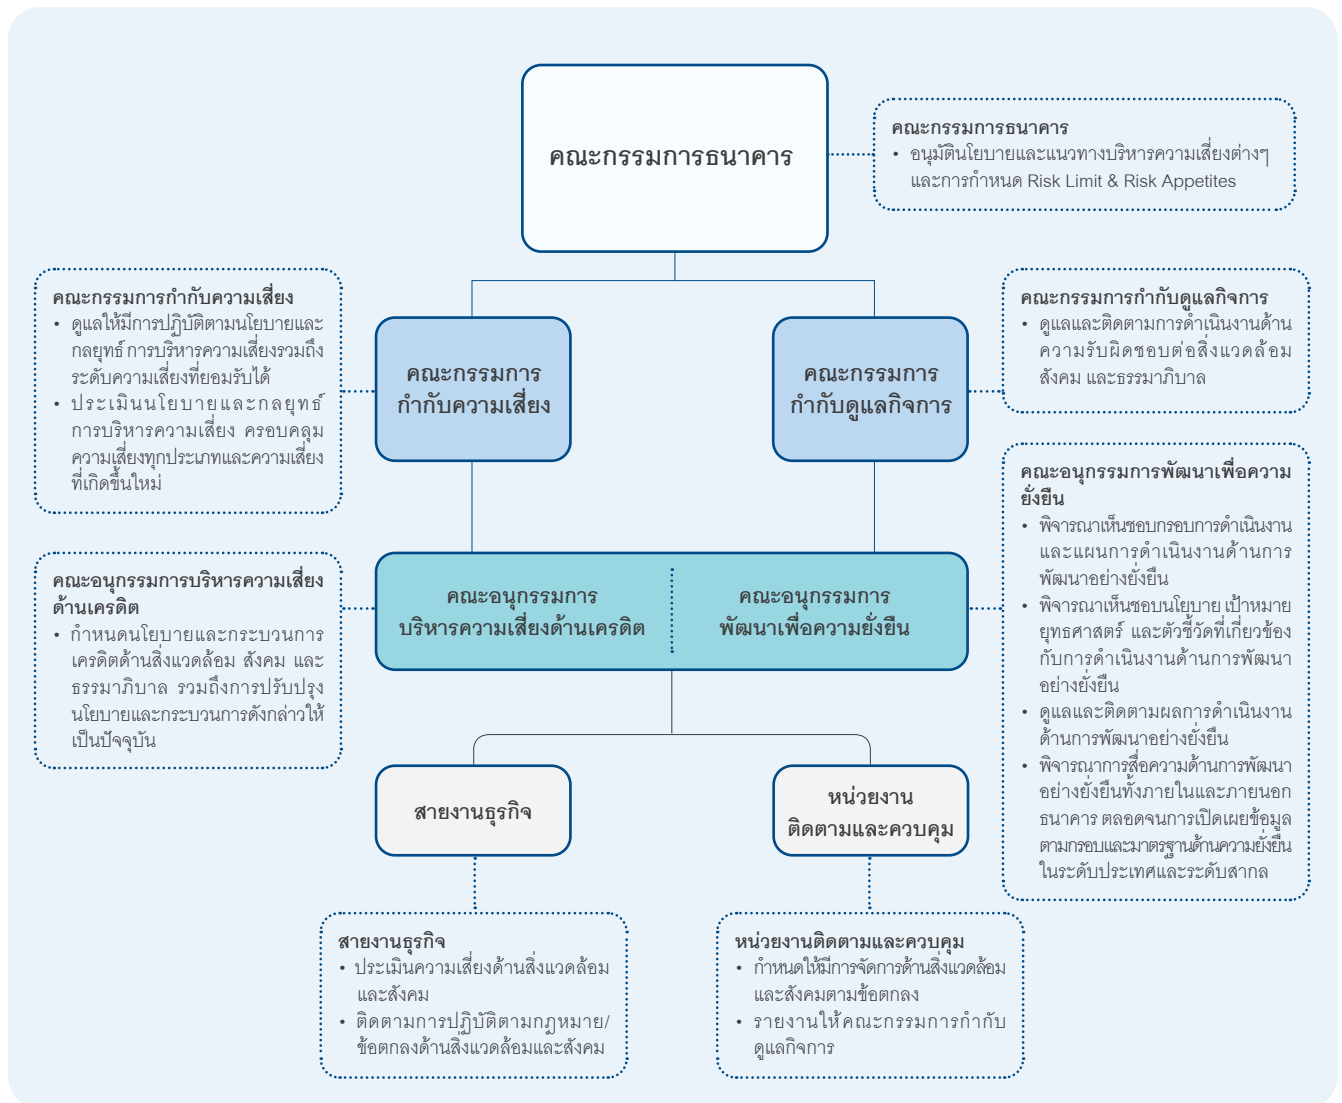 คณะกรรมการธนาคาร
คณะกรรมการธนาคาร
• อนุมัตินโยบายและแนวทางบริหารความเสี่ยงต่างๆ
และการกำหนด Risk Limit & Risk Appetites
คณะกรรมการกำกับความเสี่ยง
• ดูแลให้มีการปฏิบัติตามนโยบายและ
กลยุทธ์ การบริหารความเสี่ยงรวมถึง
ระดับความเสี่ยงที่ยอมรับได้
• ประเมินนโยบายและกลยุทธ์
การบริหารความเสี่ยง ครอบคลุม
ความเสี่ยงทุกประเภทและความเสี่ยง
ที่เกิดขึ้นใหม่
คณะกรรมการ
กำกับความเสี่ยง
คณะกรรมการ
กำกับดูแลกิจการ
คณะกรรมการกำกับดูแลกิจการ
• ดูแลและติดตามการดำเนินงานด้าน
ความรับผิดชอบต่อสิ่งแวดล้อม
สังคม และธรรมาภิบาล
คณะอนุกรรมการบริหารความเสี่ยง
ด้านเครดิต
• กำหนดนโยบายและกระบวนการ
เครดิตด้านสิ่งแวดล้อม สังคม และ
ธรรมาภิบาล รวมถึงการปรับปรุง
นโยบายและกระบวนการดังกล่าวให้
เป็นปัจจุบัน
คณะอนุกรรมการ
บริหารความเสี่ยงด้านเครดิต
คณะอนุกรรมการ
พัฒนาเพื่อความยั่งยืน
คณะอนุกรรมการพัฒนาเพื่อความ
ยั่งยืน
• พิจารณาเห็นชอบกรอบการดำเนินงาน
และแผนการดำเนินงานด้านการ
พัฒนาอย่างยั่งยืน
• พิจารณาเห็นชอบนโยบาย เป้าหมาย
ยุทธศาสตร์ และตัวชี้วัดที่เกี่ยวข้อง
กับการดำเนินงานด้านการพัฒนา
อย่างยั่งยืน
• ดูแลและติดตามผลการดำเนินงาน
ด้านการพัฒนาอย่างยั่งยืน
• พิจารณาการสื่อความด้านการพัฒนา
อย่างยั่งยืนทั้งภายในและภายนอก
ธนาคาร ตลอดจนการเปิดเผยข้อมูล
ตามกรอบและมาตรฐานด้านความยั่งยืน
ในระดับประเทศและระดับสากล
สายงานธุรกิจ
หน่วยงาน
ติดตามและควบคุม
สายงานธุรกิจ
• ประเมินความเสี่ยงด้านสิ่งแวดล้อม
และสังคม
• ติดตามการปฏิบัติตามกฎหมาย/
ข้อตกลงด้านสิ่งแวดล้อมและสังคม
หน่วยงานติดตามและควบคุม
• กำหนดให้มีการจัดการด้านสิ่งแวดล้อม
และสังคมตามข้อตกลง
• รายงานให้คณะกรรมการกำกับ
ดูแลกิจการ